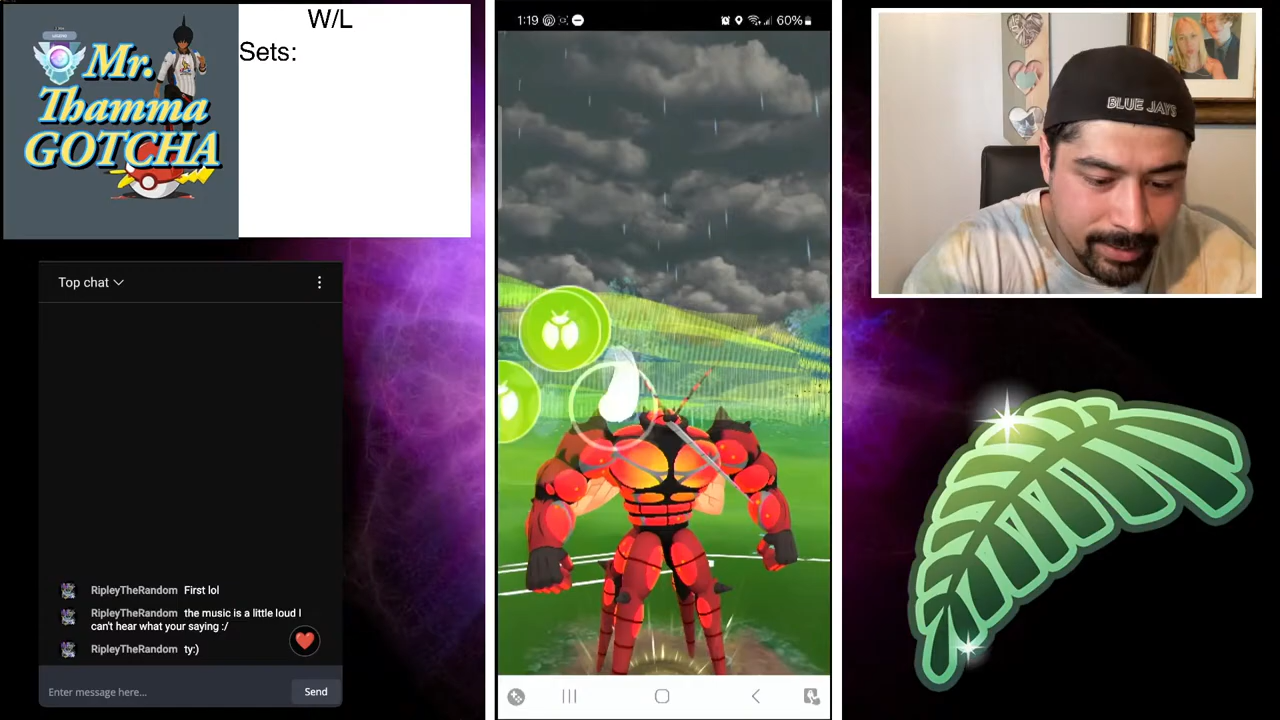 Mr.
Thamma
GOTCHA
W/L
Sets:
Top chat
RipleyTheRandom First lol
RipleyTheRandom the music is a little loud I
can't hear what your saying :/
RipleyTheRandom ty:)
Enter message here...
Send
1:19
60%
BLUE JAYS